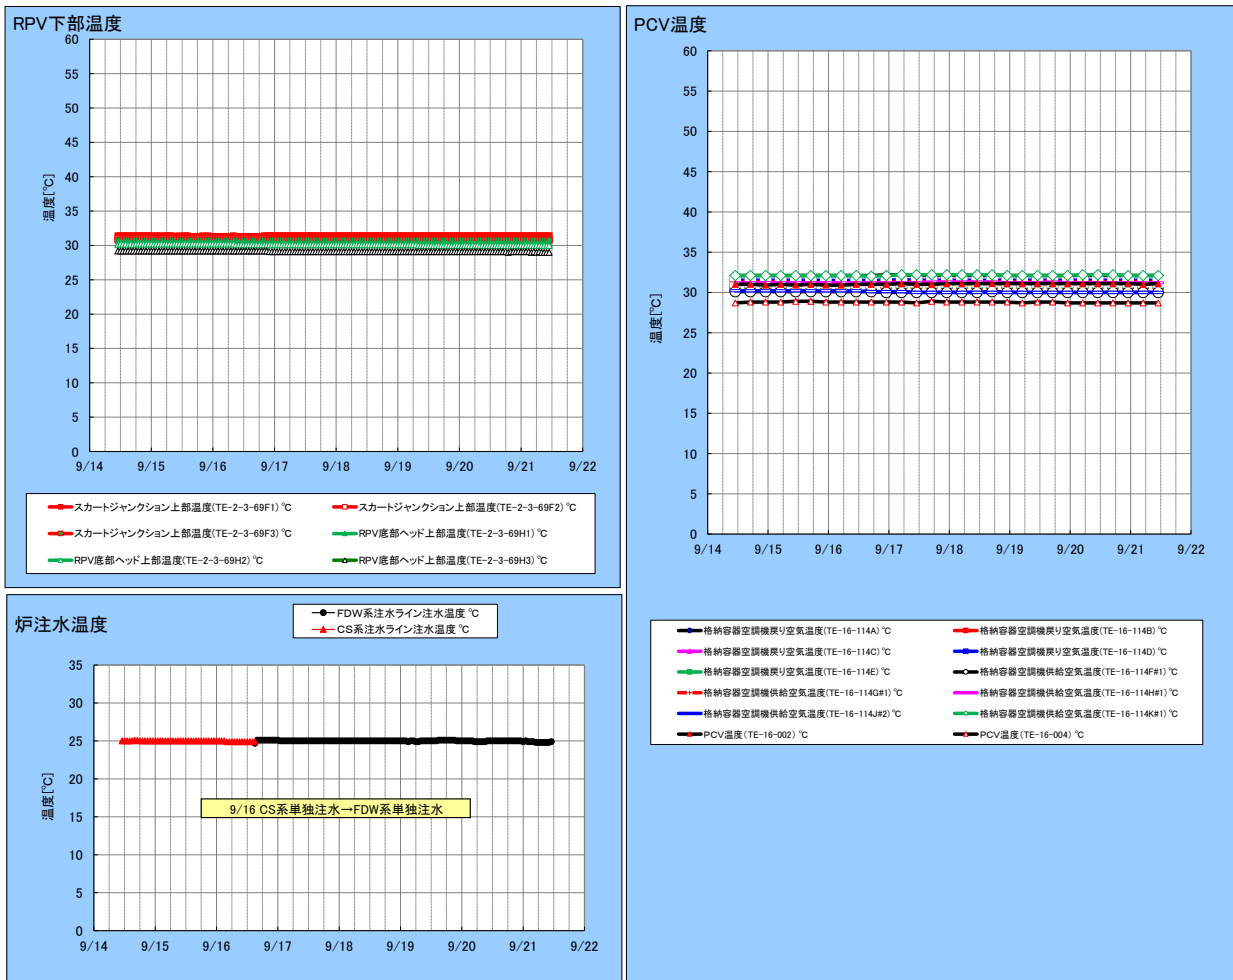 RPV下部温度
60
55
50
45
40
35
30
25
20
15
10
5
0
温度[℃]
9/14 9/15 9/16 9/17 9/18 9/19 9/20 9/21 9/22
スカートジャンクション上部温度(TE-2-3-69F1) ℃ スカートジャンクション上部温度(TE-2-3-69F2) ℃
スカートジャンクション上部温度(TE-2-3-69F3) ℃ RPV底部ヘッド上部温度(TE-2-3-69H1) ℃
RPV底部ヘッド上部温度(TE-2-3-69H2) ℃ RPV底部ヘッド上部温度(TE-2-3-69H3) ℃
炉注水温度
FDW系注水ライン注水温度 ℃
CS系注水ライン注水温度 ℃
35
30
25
20
15
10
5
0
温度[℃]
9/16 CS系単独注水→FDW系単独注水
9/14 9/15 9/16 9/17 9/18 9/19 9/20 9/21 9/22
PCV温度
60
55
50
45
40
35
30
25
20
15
10
5
0
温度[℃]
9/14 9/15 9/16 9/17 9/18 9/19 9/20 9/21 9/22
格納容器空調機戻り空気温度(TE-16-114A) ℃ 格納容器空調機戻り空気温度(TE-16-114B) ℃
格納容器空調機戻り空気温度(TE-16-114C) ℃ 格納容器空調機戻り空気温度(TE-16-114D) ℃
格納容器空調機戻り空気温度(TE-16-114E) ℃ 格納容器空調機供給空気温度(TE-16-114F#1) ℃
格納容器空調機供給空気温度(TE-16-114G#1) ℃ 格納容器空調機供給空気温度(TE-16-114H#1) ℃
格納容器空調機供給空気温度(TE-16-114J#2) ℃ 格納容器空調機供給空気温度(TE-16-114K#1) ℃
PCV温度(TE-16-002) ℃ PCV温度(TE-16-004) ℃